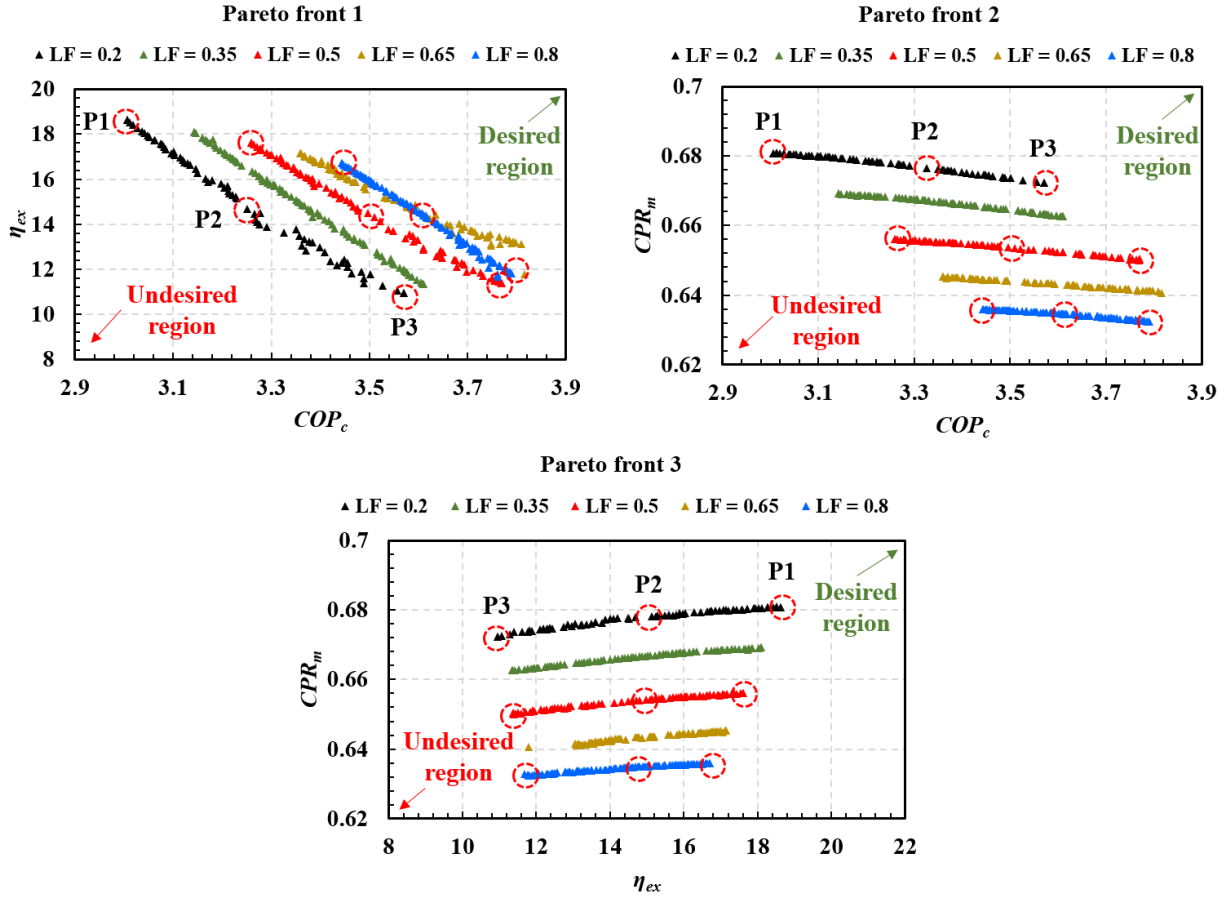 Pareto front 1
LF = 0.2 LF = 0.35 LF = 0.5 LF = 0.65 LF = 0.8
20
18
16
14
12
10
8
η_ex
P1
P2
P3
Desired
region
Undesired
region
2.9 3.1 3.3 3.5 3.7 3.9
COP_c
Pareto front 2
LF = 0.2 LF = 0.35 LF = 0.5 LF = 0.65 LF = 0.8
0.7
0.68
0.66
0.64
0.62
CPR_m
P1
P2
P3
Desired
region
Undesired
region
2.9 3.1 3.3 3.5 3.7 3.9
COP_c
Pareto front 3
LF = 0.2 LF = 0.35 LF = 0.5 LF = 0.65 LF = 0.8
0.7
0.68
0.66
0.64
0.62
CPR_m
P3
P2
P1
Desired
region
Undesired
region
8 10 12 14 16 18 20 22
η_ex